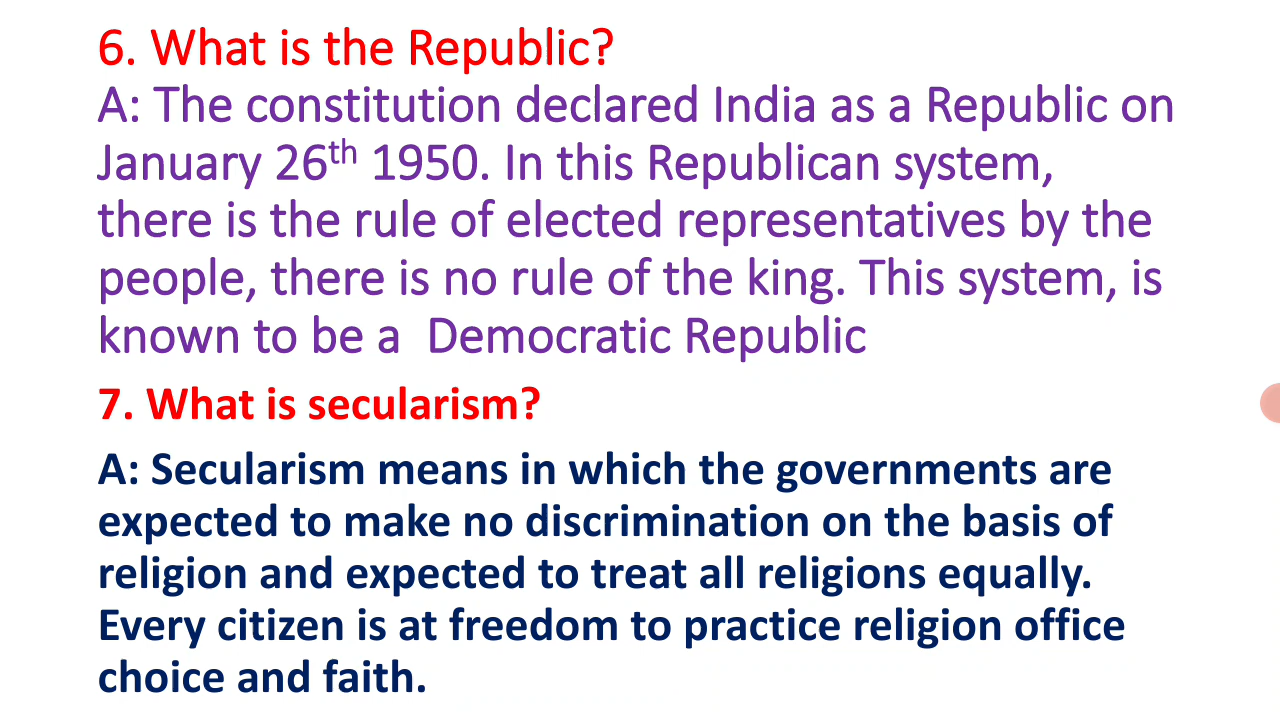 6. What is the Republic?
A: The constitution declared India as a Republic on
January 26th 1950. In this Republican system,
there is the rule of elected representatives by the
people, there is no rule of the king. This system, is
known to be a  Democratic Republic
7. What is secularism?
A: Secularism means in which the governments are
expected to make no discrimination on the basis of
religion and expected to treat all religions equally.
Every citizen is at freedom to practice religion office
choice and faith.